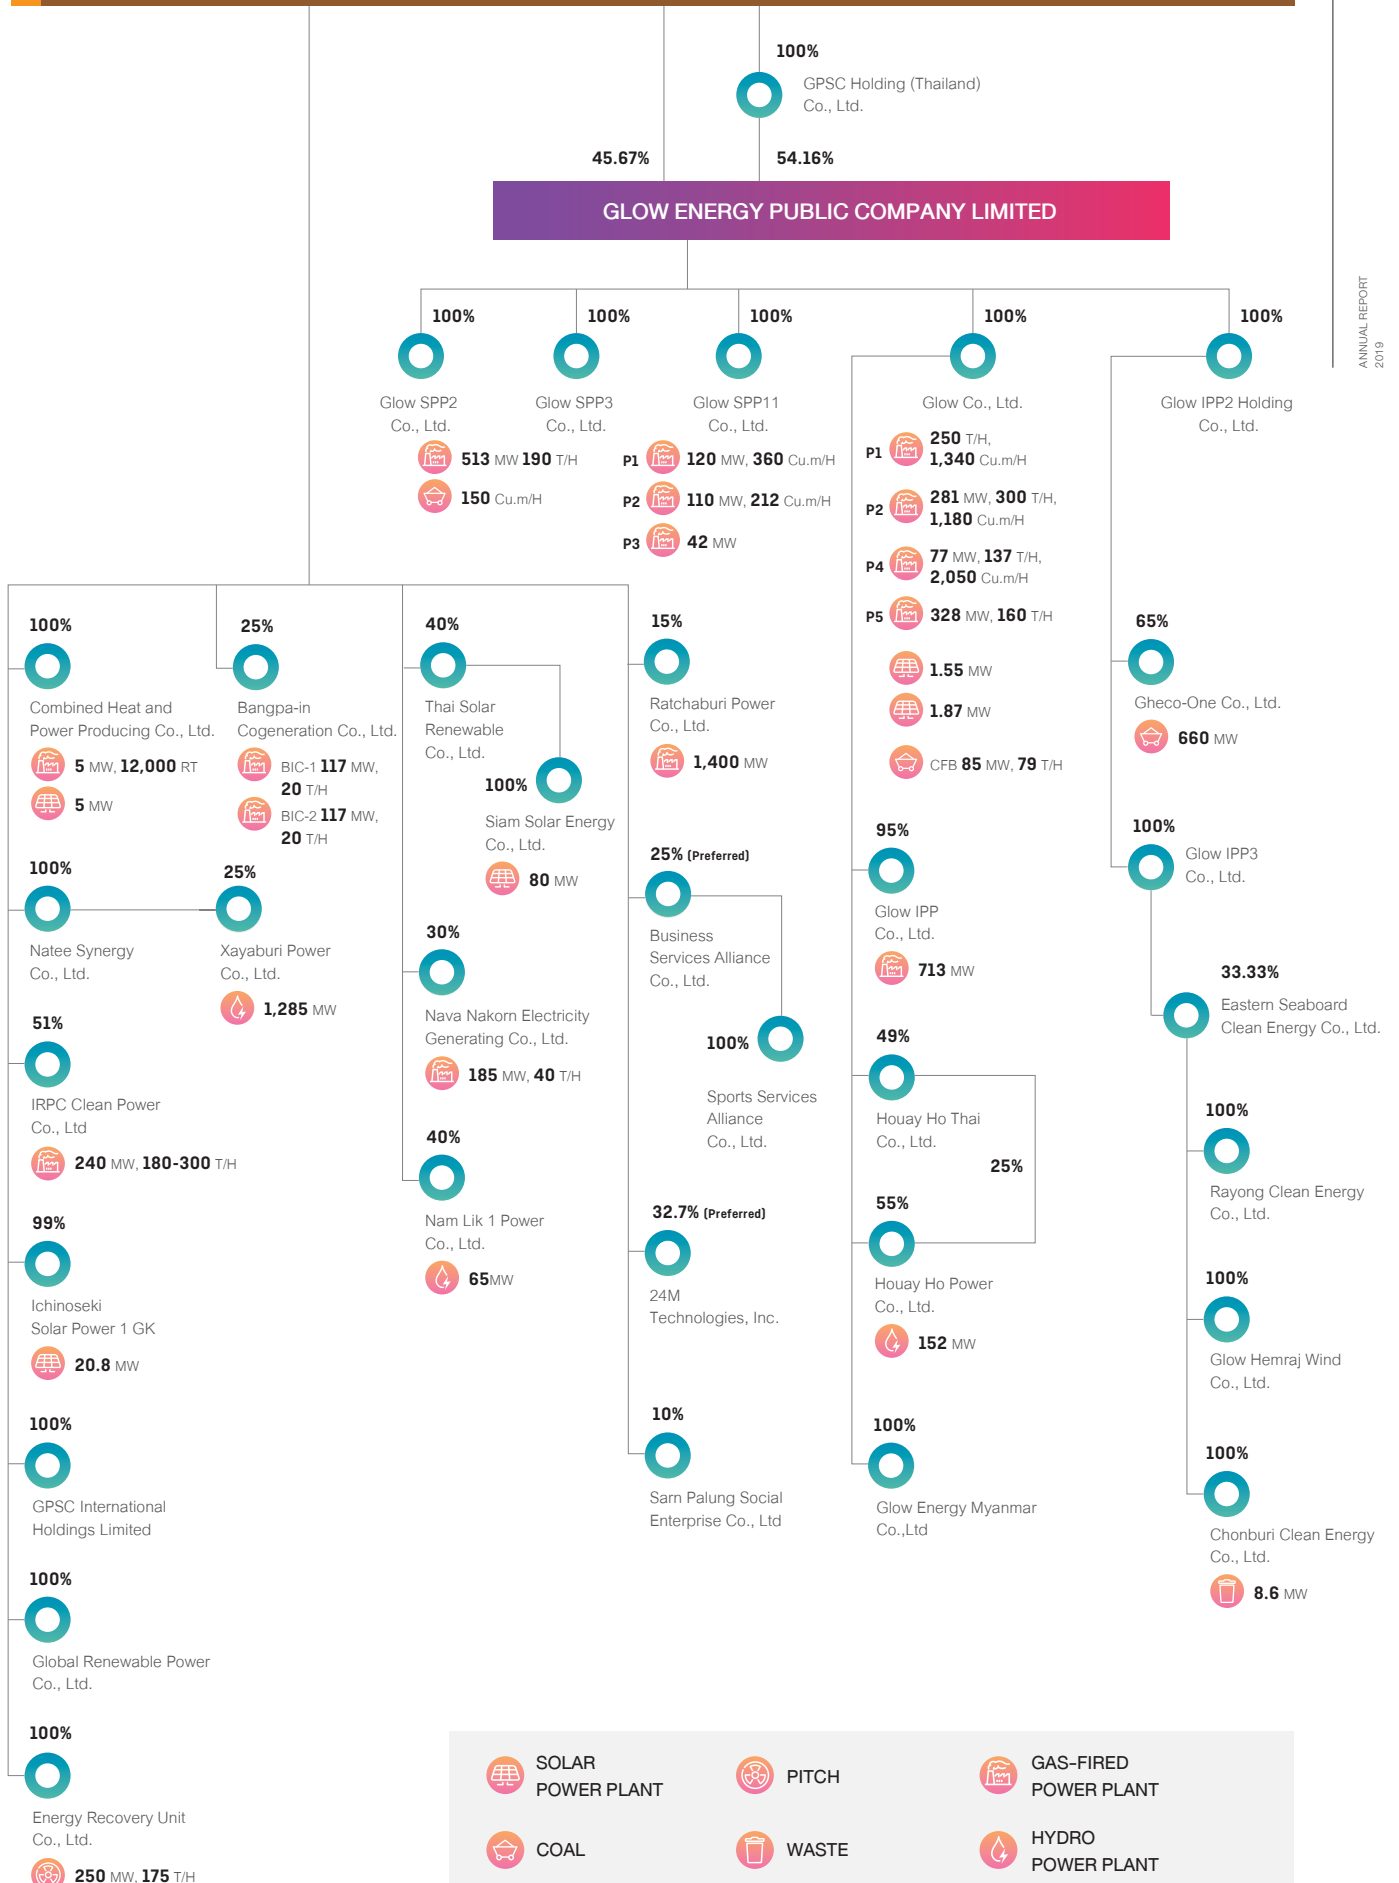 100%
GPSC Holding (Thailand)
Co., Ltd.
45.67%
54.16%
GLOW ENERGY PUBLIC COMPANY LIMITED
ANNUAL REPORT
2019
100%
Glow SPP2
Co., Ltd.
513 MW 190 T/H
150 Cu.m/H
100%
Glow SPP3
Co., Ltd.
100%
Glow SPP11
Co., Ltd.
P1 120 MW, 360 Cu.m/H
P2 110 MW, 212 Cu.m/H
P3 42 MW
100%
Glow Co., Ltd.
P1 250 T/H,
1,340 Cu.m/H
P2 281 MW, 300 T/H,
1,180 Cu.m/H
P4 77 MW, 137 T/H,
2,050 Cu.m/H
P5 328 MW, 160 T/H
1.55 MW
1.87 MW
CFB 85 MW, 79 T/H
100%
Glow IPP2 Holding
Co., Ltd.
100%
Combined Heat and
Power Producing Co., Ltd.
5 MW, 12,000 RT
5 MW
25%
Bangpa-in
Cogeneration Co., Ltd.
BIC-1 117 MW,
20 T/H
BIC-2 117 MW,
20 T/H
100%
Natee Synergy
Co., Ltd.
25%
Xayaburi Power
Co., Ltd.
1,285 MW
51%
IRPC Clean Power
Co., Ltd
240 MW, 180-300 T/H
99%
Ichinoseki
Solar Power 1 GK
20.8 MW
100%
GPSC International
Holdings Limited
100%
Global Renewable Power
Co., Ltd.
100%
Energy Recovery Unit
Co., Ltd.
250 MW, 175 T/H
40%
Thai Solar
Renewable
Co., Ltd.
100%
Siam Solar Energy
Co., Ltd.
80 MW
30%
Nava Nakorn Electricity
Generating Co., Ltd.
185 MW, 40 T/H
40%
Nam Lik 1 Power
Co., Ltd.
65MW
15%
Ratchaburi Power
Co., Ltd.
1,400 MW
25% (Preferred)
Business
Services Alliance
Co., Ltd.
100%
Sports Services
Alliance
Co., Ltd.
32.7% (Preferred)
24M
Technologies, Inc.
10%
Sarn Palung Social
Enterprise Co., Ltd
95%
Glow IPP
Co., Ltd.
713 MW
49%
Houay Ho Thai
Co., Ltd.
25%
55%
Houay Ho Power
Co., Ltd.
152 MW
100%
Glow Energy Myanmar
Co.,Ltd
65%
Gheco-One Co., Ltd.
660 MW
100%
Glow IPP3
Co., Ltd.
33.33%
Eastern Seaboard
Clean Energy Co., Ltd.
100%
Rayong Clean Energy
Co., Ltd.
100%
Glow Hemraj Wind
Co., Ltd.
100%
Chonburi Clean Energy
Co., Ltd.
8.6 MW
SOLAR
POWER PLANT
PITCH
GAS-FIRED
POWER PLANT
COAL
WASTE
HYDRO
POWER PLANT